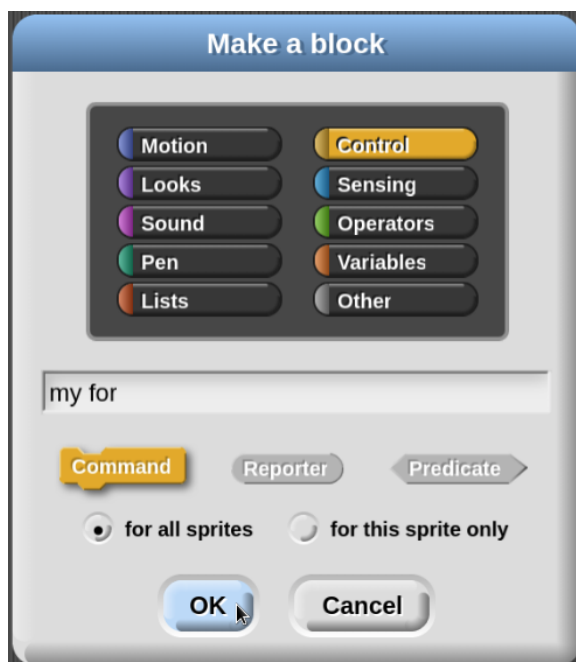 Make a block
Motion Control
Looks Sensing
Sound Operators
Pen Variables
Lists Other
my for
Command Reporter Predicate
for all sprites for this sprite only
OK Cancel